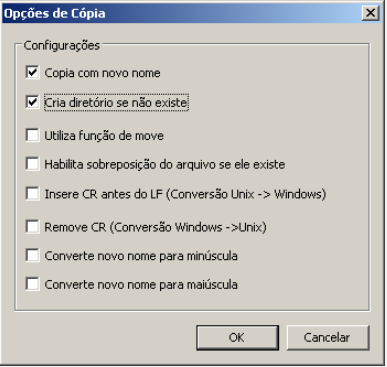 Opções de Cópia
Configurações
Copia com novo nome
Cria diretório se não existe
Utiliza função de move
Habilita sobreposição do arquivo se ele existe
Insere CR antes do LF (Conversão Unix -> Windows)
Remove CR (Conversão Windows ->Unix)
Converte novo nome para minúscula
Converte novo nome para maiúscula
OK Cancelar